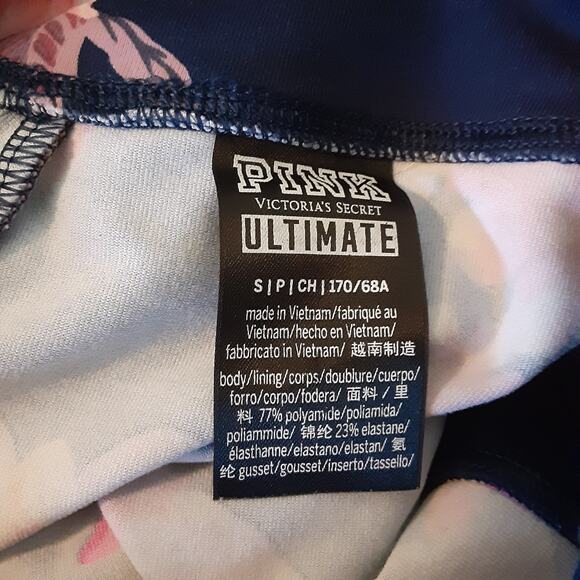 PINK
VICTORIA'S SECRET
ULTIMATE
S|P|CH|170/68A
made in Vietnam/fabriqué au
Vietnam/hecho en Vietnam/
fabbricato in Vietnam/ 越南制造
body/lining/corps/doublure/cuerpo/
forro/corpo/fodera/ 面料 / 里
料 77% polyamide/poliamida/
poliammide/ 锦纶 23% elastane/
élasthanne/elastano/elastan/ 氨
纶 gusset/gousset/inserto/tassello/